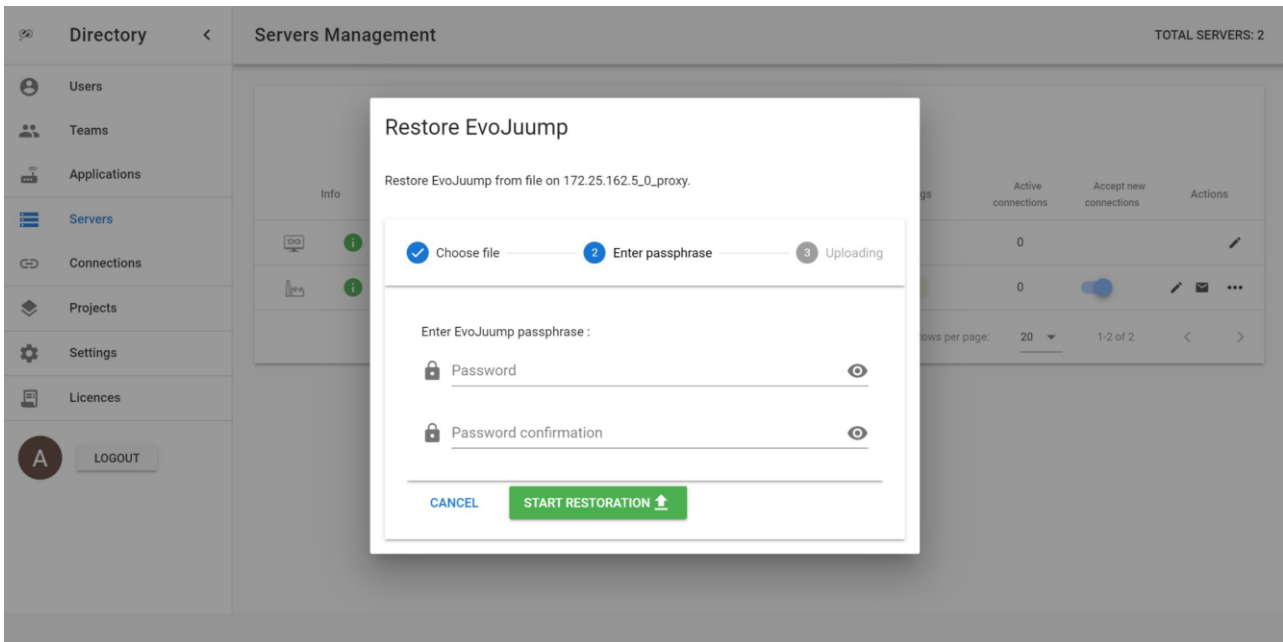 Directory
Servers Management
TOTAL SERVERS: 2
Users
Teams
Applications
Servers
Connections
Projects
Settings
Licences
A
LOGOUT
Restore EvoJuump
Restore EvoJuump from file on 172.25.162.5_0_proxy.
Choose file
2
Enter passphrase
3
Uploading
Enter EvoJuump passphrase :
Password
Password confirmation
CANCEL
START RESTORATION
Info
gs
Active
connections
Accept new
connections
Actions
0
0
ows per page:
20
1-2 of 2